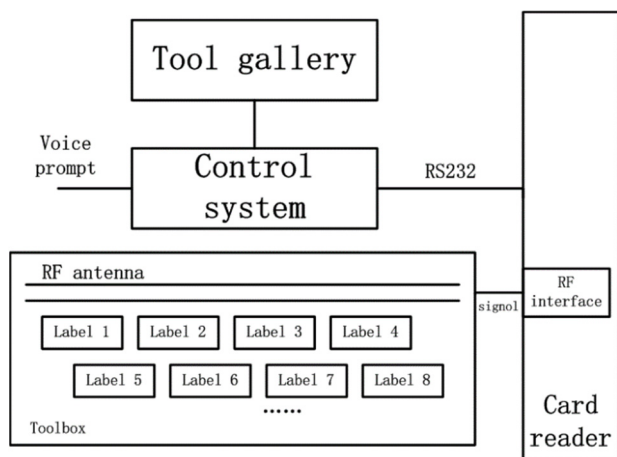 Tool gallery
Voice
prompt
Control
system
RS232
RF antenna
Label 1
Label 2
Label 3
Label 4
Label 5
Label 6
Label 7
Label 8
......
Toolbox
signol
RF
interface
Card
reader